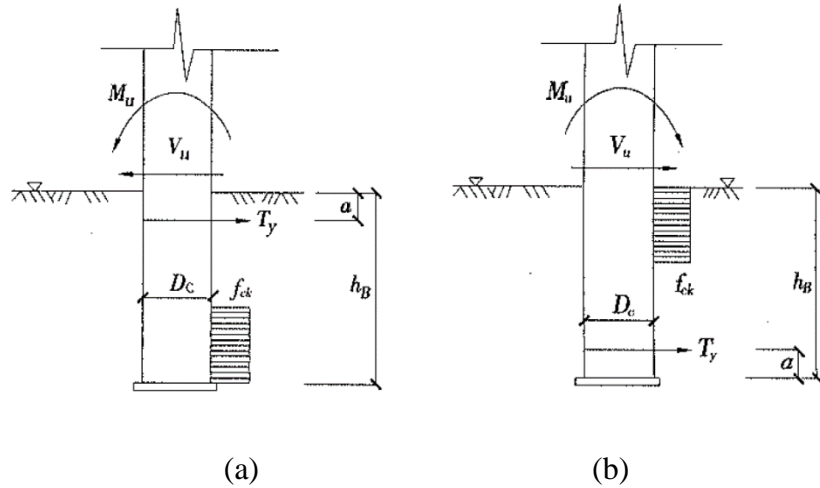 M_u M_u
V_u V_u
T_y a
D_C f_ck h_B f_ck h_B
D_c
T_y a
(a) (b)